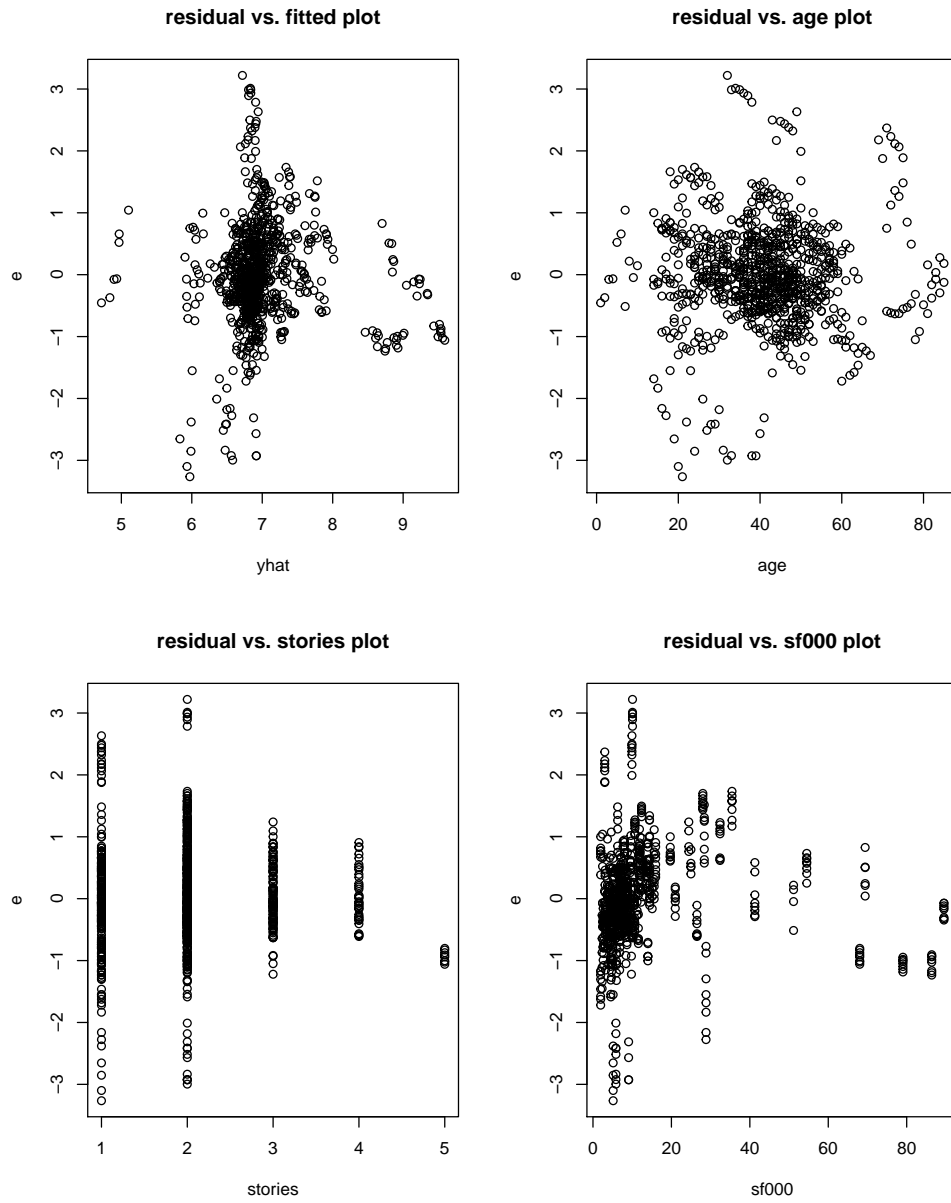 residual vs. fitted plot
e
3
2
1
0
−1
−2
−3
5 6 7 8 9
yhat
residual vs. age plot
e
3
2
1
0
−1
−2
−3
0 20 40 60 80
age
residual vs. stories plot
e
3
2
1
0
−1
−2
−3
1 2 3 4 5
stories
residual vs. sf000 plot
e
3
2
1
0
−1
−2
−3
0 20 40 60 80
sf000